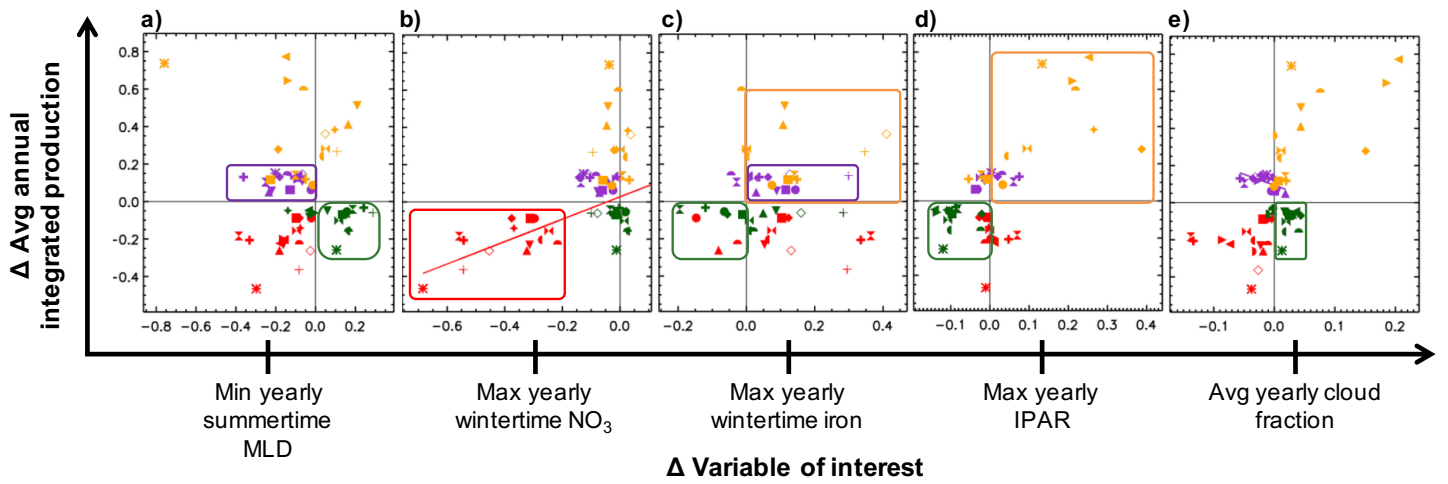 a) b) c) d) e)
Δ Avg annual
integrated production
0.8
0.6
0.4
0.2
0.0
−0.2
−0.4
−0.8 −0.6 −0.4 −0.2 0.0 0.2
−0.6 −0.4 −0.2 0.0
−0.2 0.0 0.2 0.4
−0.1 0.0 0.1 0.2 0.3 0.4
−0.1 0.0 0.1 0.2
Min yearly
summertime
MLD
Max yearly
wintertime NO₃
Max yearly
wintertime iron
Max yearly
IPAR
Avg yearly cloud
fraction
Δ Variable of interest